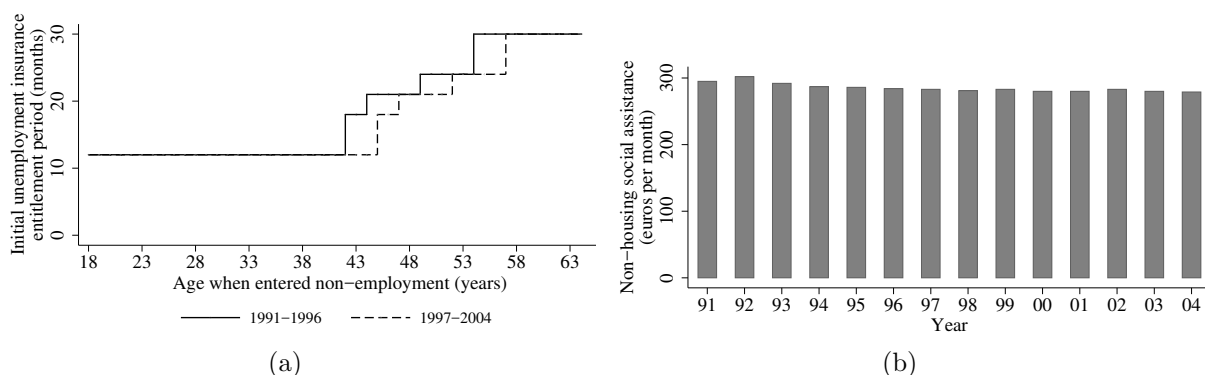 Initial unemployment insurance
entitlement period (months)
30
20
10
0
18 23 28 33 38 43 48 53 58 63
Age when entered non−employment (years)
1991−1996 1997−2004
(a)
Non−housing social assistance
(euros per month)
300
200
100
0
91 92 93 94 95 96 97 98 99 00 01 02 03 04
Year
(b)